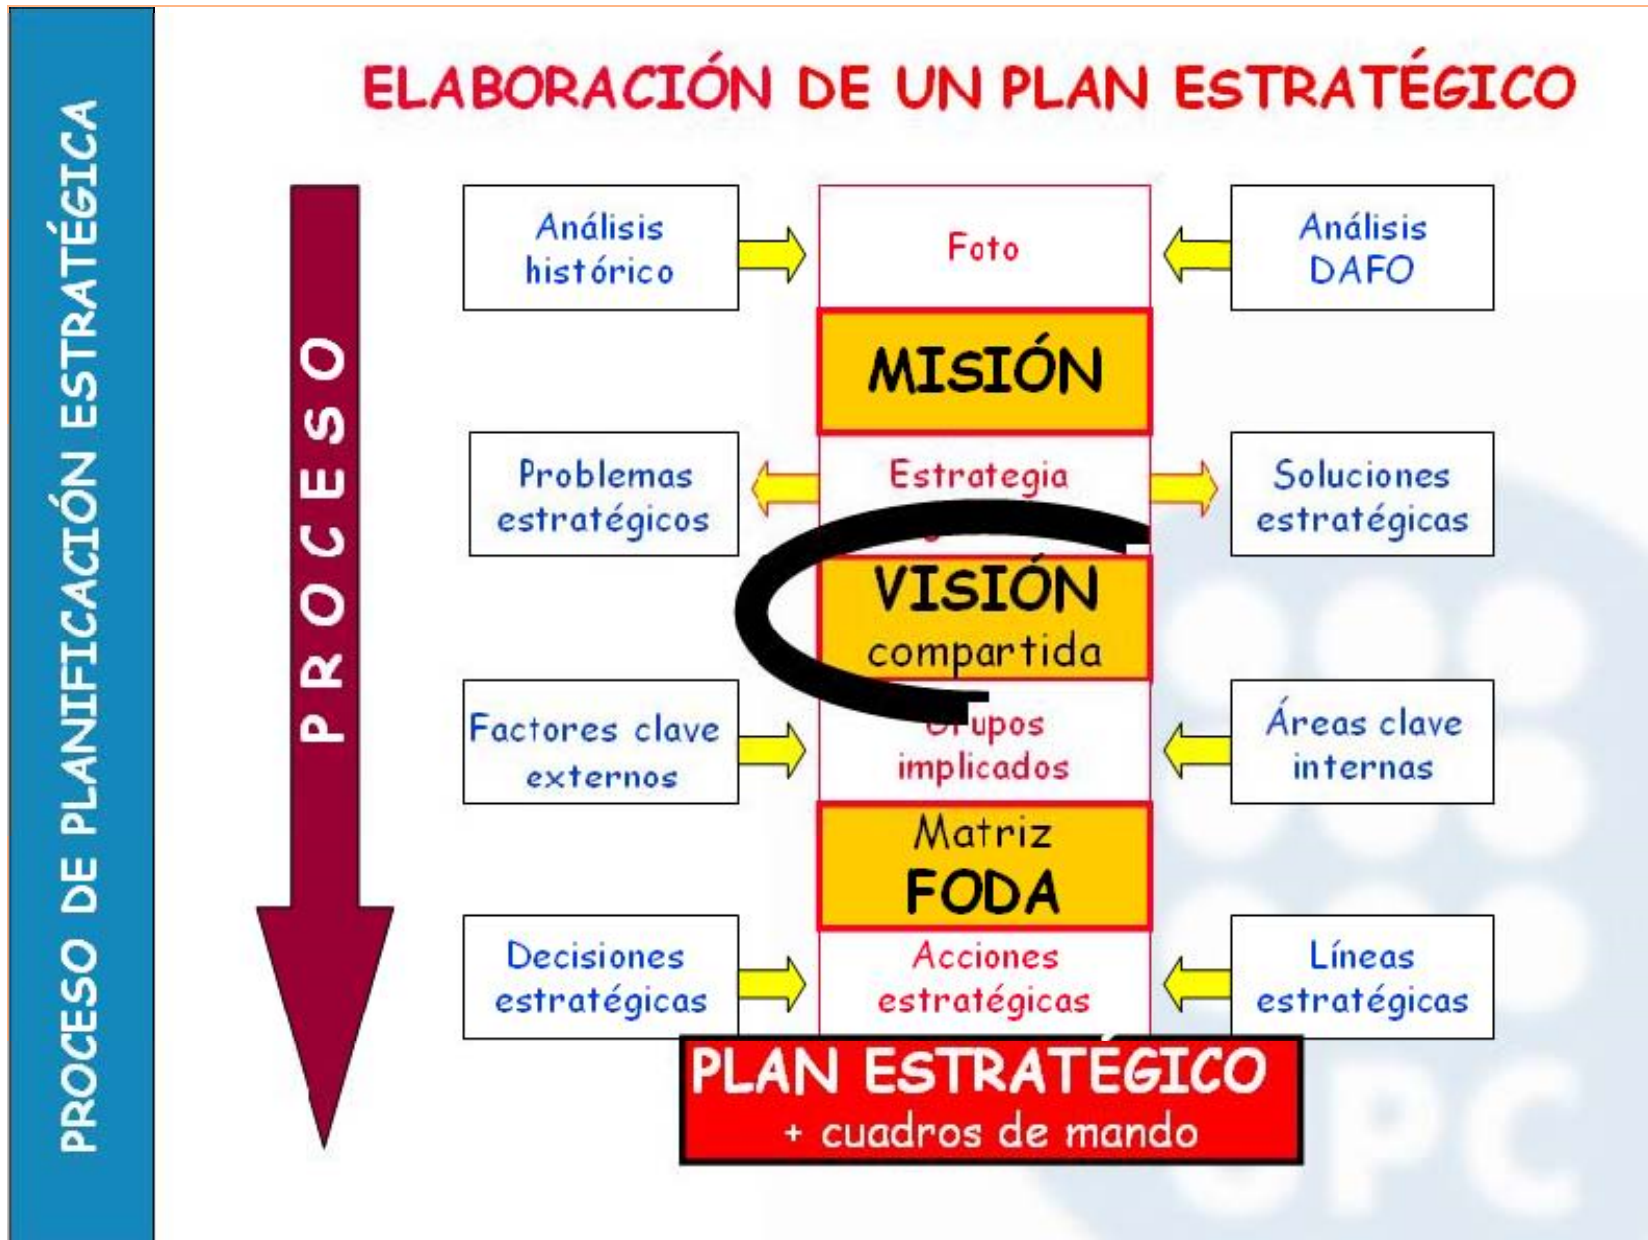 PROCESO DE PLANIFICACIÓN ESTRATÉGICA
ELABORACIÓN DE UN PLAN ESTRATÉGICO
PROCESO
Análisis
histórico
Foto
Análisis
DAFO
MISIÓN
Problemas
estratégicos
Estrategia
Soluciones
estratégicas
VISIÓN
compartida
Factores clave
externos
Grupos
implicados
Áreas clave
internas
Matriz
FODA
Decisiones
estratégicas
Acciones
estratégicas
Líneas
estratégicas
PLAN ESTRATÉGICO
+ cuadros de mando